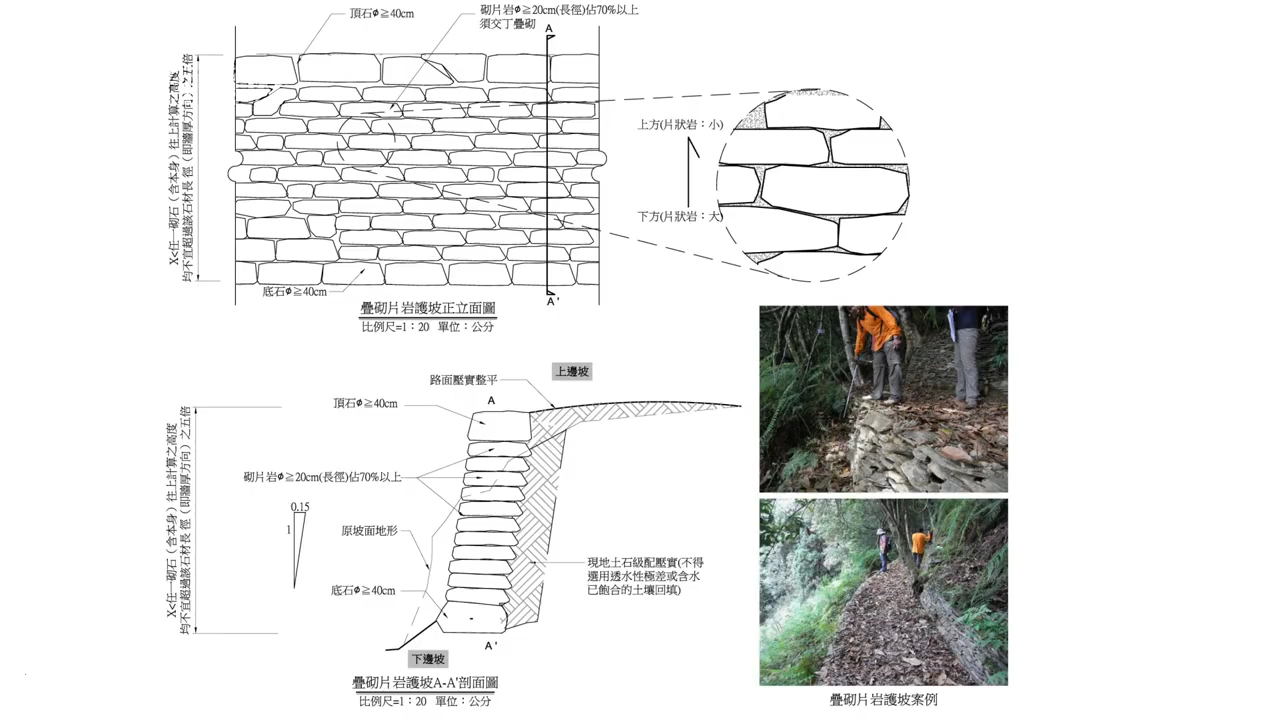 頂石ϕ≧40cm
砌片岩ϕ≧20cm(長徑)佔70%以上
須交丁疊砌
A
X<任一砌石（含本身）往上計算之高度
均不宜超過該石材長徑（即牆厚方向）之五倍
上方(片狀岩：小)
下方(片狀岩：大)
底石ϕ≧40cm
A'
疊砌片岩護坡正立面圖
比例尺=1：20 單位：公分
上邊坡
路面壓實整平
頂石ϕ≧40cm
A
X<任一砌石（含本身）往上計算之高度
均不宜超過該石材長徑（即牆厚方向）之五倍
砌片岩ϕ≧20cm(長徑)佔70%以上
0.15
1
原坡面地形
現地土石級配壓實(不得
選用透水性極差或含水
已飽合的土壤回填)
底石ϕ≧40cm
A'
下邊坡
疊砌片岩護坡A-A'剖面圖
比例尺=1：20 單位：公分
疊砌片岩護坡案例